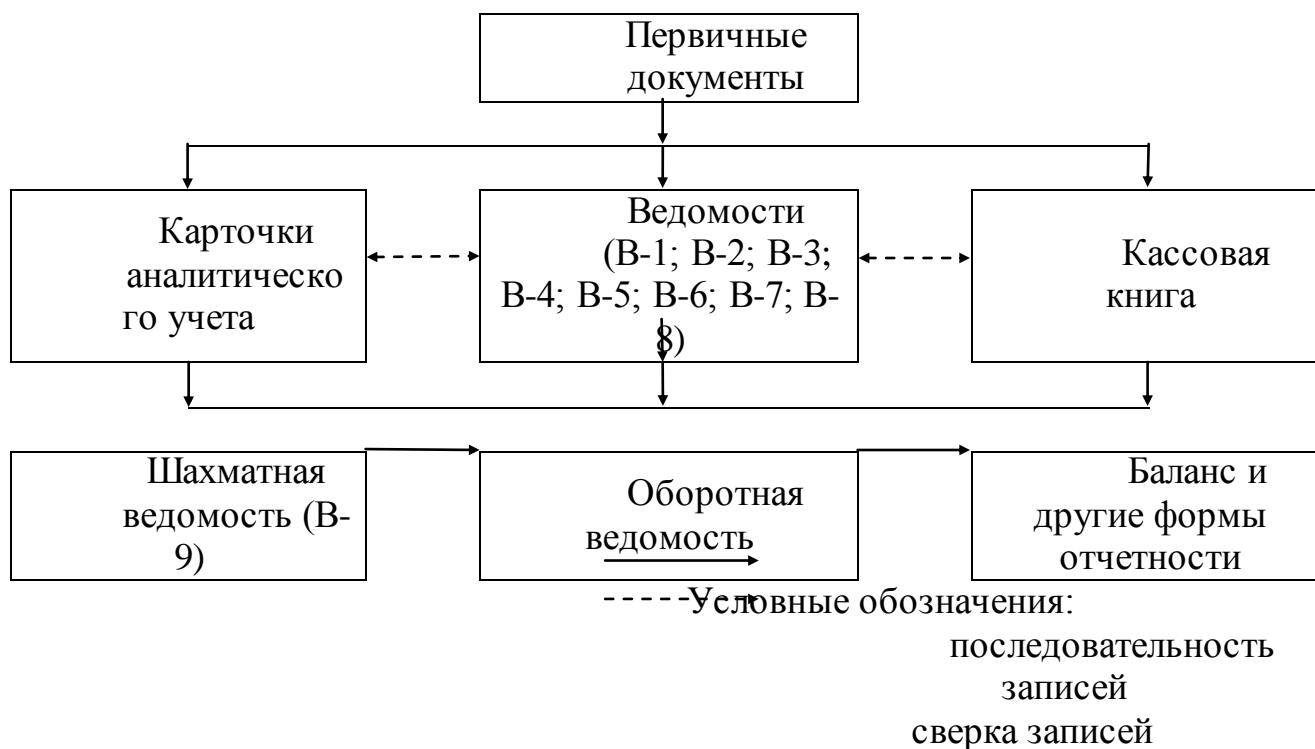 Первичные
документы
Карточки
аналитическо
го учета
Ведомости
(В-1; В-2; В-3;
В-4; В-5; В-6; В-7; В-
8)
Кассовая
книга
Шахматная
ведомость (В-
9)
Оборотная
ведомость
Баланс и
другие формы
отчетности
Условные обозначения:
последовательность
записей
сверка записей